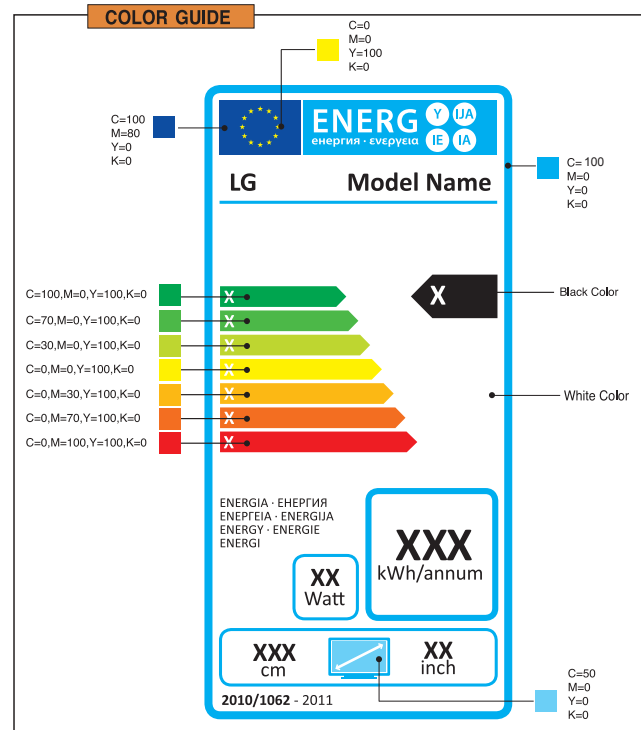 COLOR GUIDE
C=0
M=0
Y=100
K=0
C=100
M=80
Y=0
K=0
ENERG
енергия · ενεργεια
Y IJA
IE IA
C= 100
M=0
Y=0
K=0
LG Model Name
C=100,M=0,Y=100,K=0
X
X
Black Color
C=70,M=0,Y=100,K=0
X
C=30,M=0,Y=100,K=0
X
C=0,M=0,Y=100,K=0
X
C=0,M=30,Y=100,K=0
X
White Color
C=0,M=70,Y=100,K=0
X
C=0,M=100,Y=100,K=0
X
ENERGIA · ЕНЕРГИЯ
ΕΝΕΡΓΕΙΑ · ENERGIJA
ENERGY · ENERGIE
ENERGI
XXX
kWh/annum
XX
Watt
XXX
cm
XX
inch
2010/1062 - 2011
C=50
M=0
Y=0
K=0